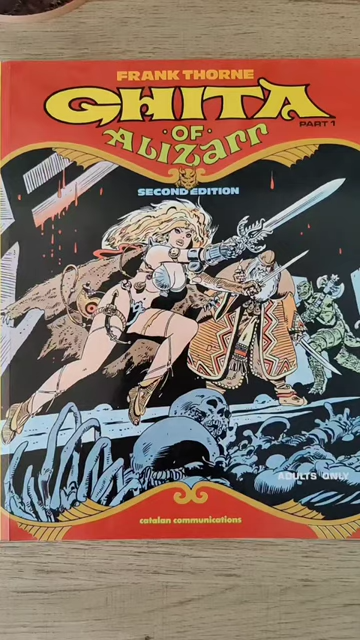 FRANK THORNE
GHITA
PART 1
·OF·
ALIZARR
SECOND EDITION
ADULTS ONLY
catalan communications